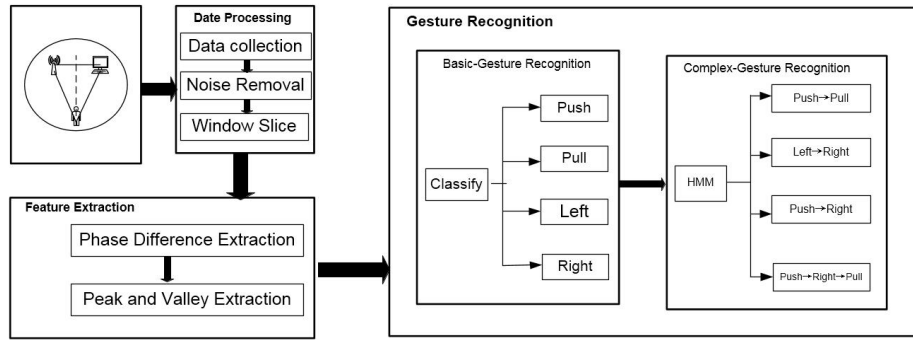 Date Processing
Data collection
Noise Removal
Window Slice
Feature Extraction
Phase Difference Extraction
Peak and Valley Extraction
Gesture Recognition
Basic-Gesture Recognition
Classify
Push
Pull
Left
Right
Complex-Gesture Recognition
HMM
Push→Pull
Left→Right
Push→Right
Push→Right→Pull